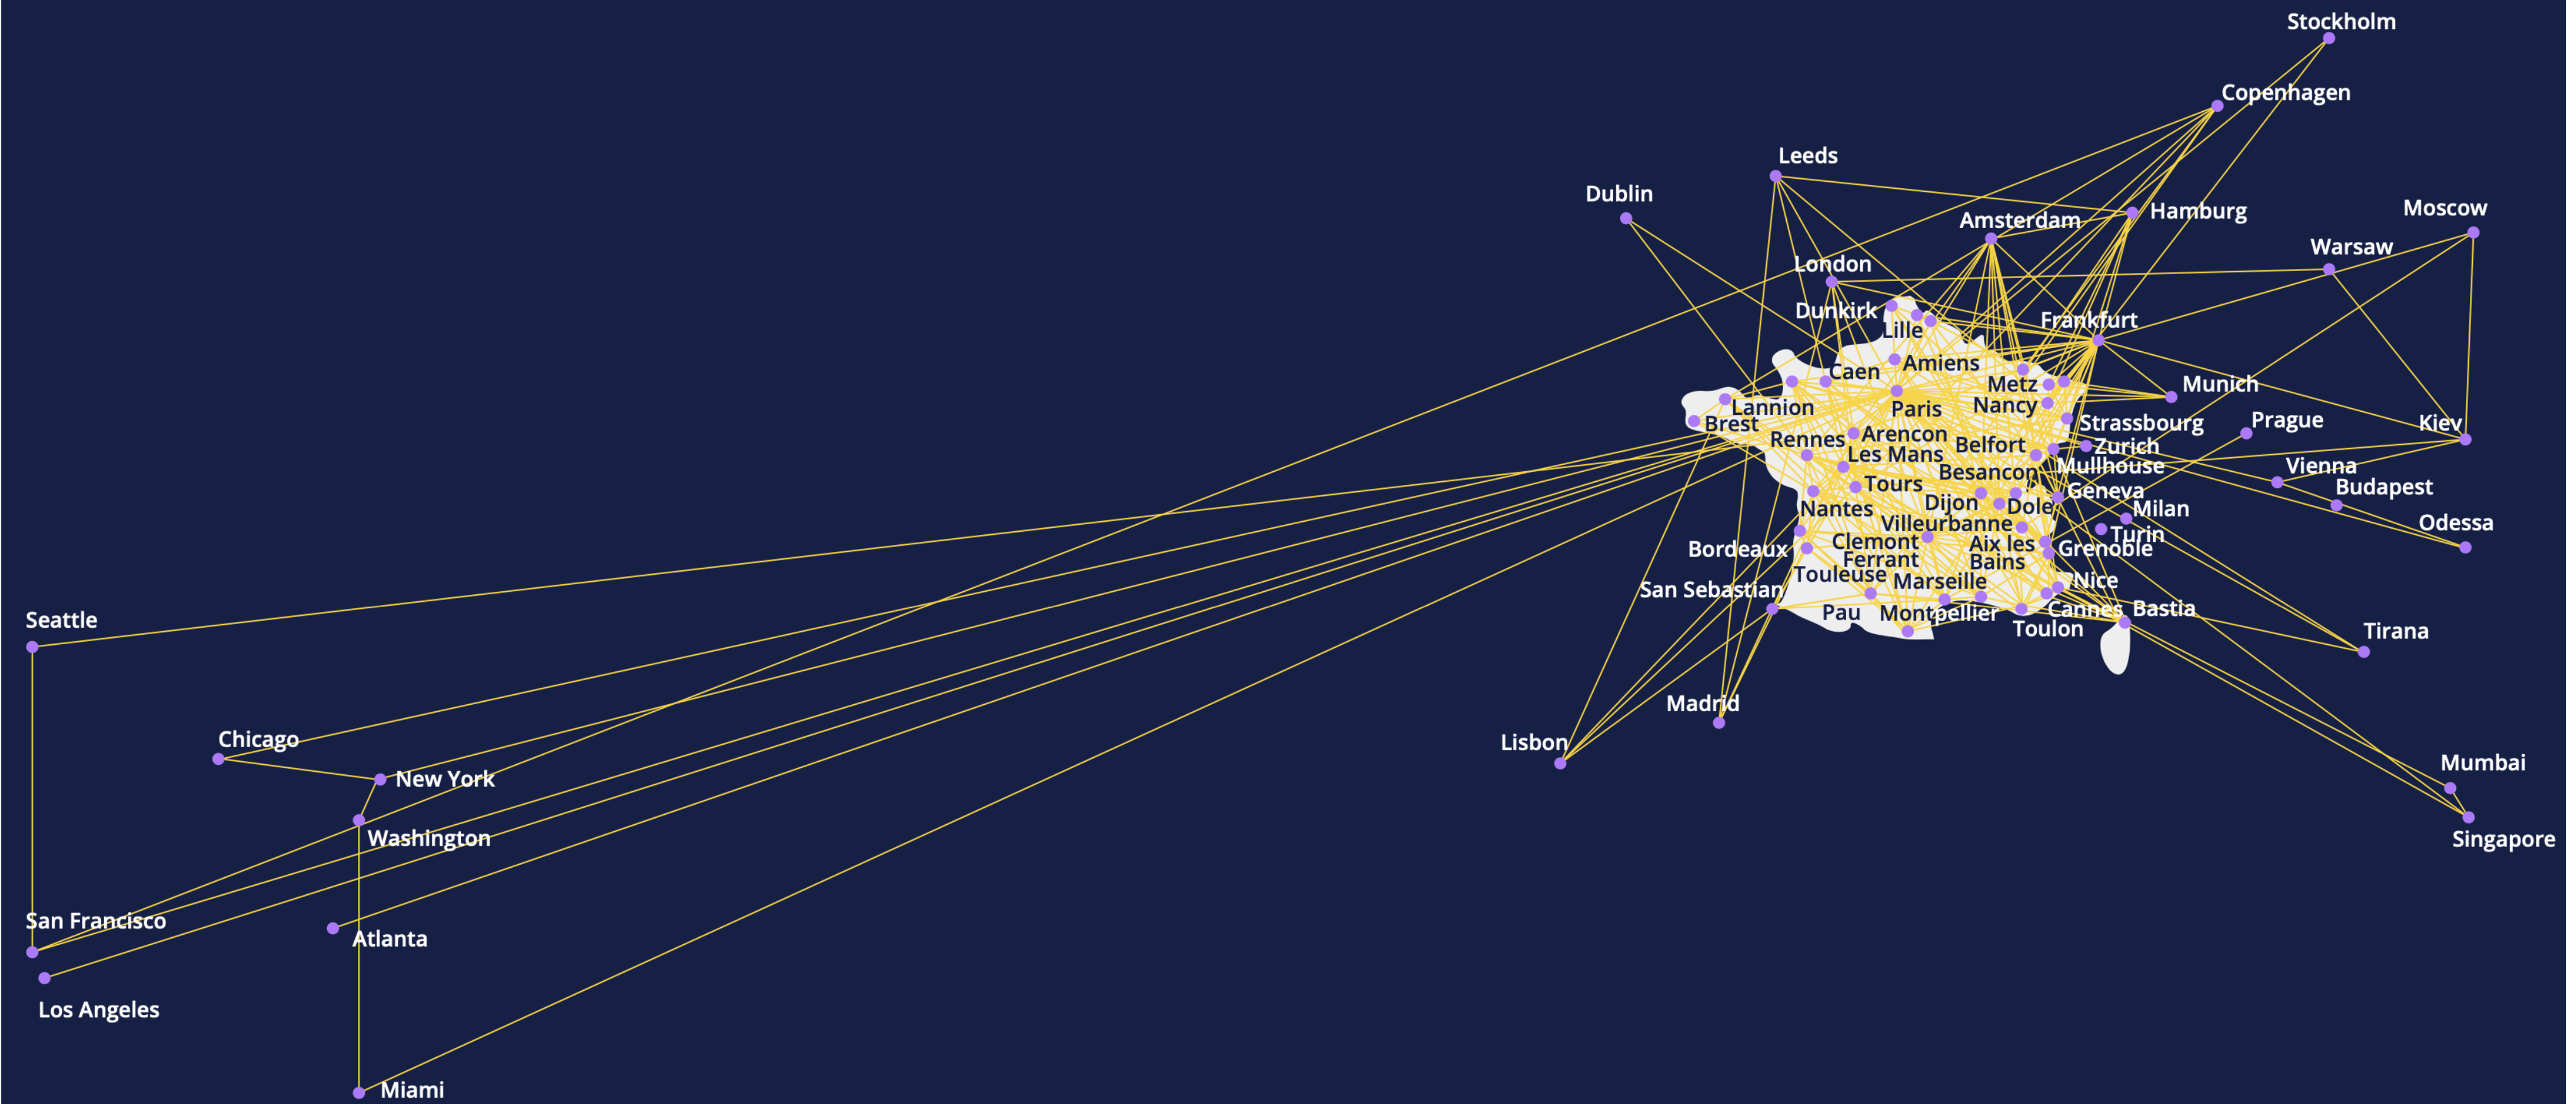 Stockholm
Copenhagen
Leeds
Dublin
Hamburg
Amsterdam
Moscow
Warsaw
London
Dunkirk
Frankfurt
Lille
Amiens
Caen
Metz
Munich
Nancy
Lannion
Paris
Brest
Strassbourg
Prague
Kiev
Rennes
Arencon
Belfort
Zurich
Les Mans
Mullhouse
Vienna
Besancon
Tours
Geneva
Budapest
Dijon
Dole
Nantes
Milan
Villeurbanne
Odessa
Turin
Clemont
Ferrant
Aix les
Bains
Grenoble
Bordeaux
Touleuse
Marseille
Nice
San Sebastian
Pau
Montpellier
Cannes
Bastia
Toulon
Tirana
Seattle
Madrid
Lisbon
Chicago
New York
Mumbai
Washington
Singapore
San Francisco
Atlanta
Los Angeles
Miami